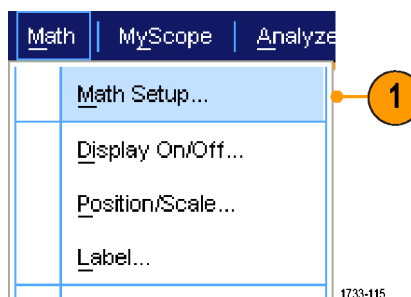 Math | MyScope | Analyze
Math Setup...
1
Display On/Off...
Position/Scale...
Label...
1733-115